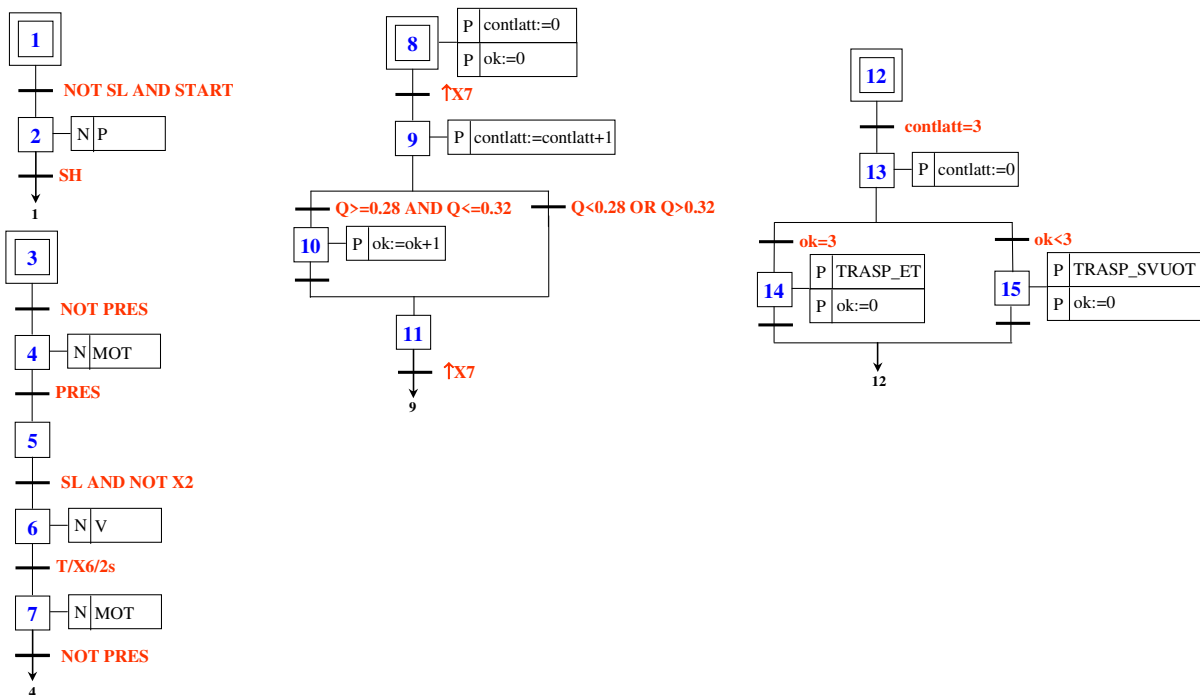 1
NOT SL AND START
2
N P
SH
1
3
NOT PRES
4
N MOT
PRES
5
SL AND NOT X2
6
N V
T/X6/2s
7
N MOT
NOT PRES
4
8
P contlatt:=0
P ok:=0
↑X7
9
P contlatt:=contlatt+1
Q>=0.28 AND Q<=0.32
Q<0.28 OR Q>0.32
10
P ok:=ok+1
11
↑X7
9
12
contlatt=3
13
P contlatt:=0
ok=3
ok<3
14
P TRASP_ET
P ok:=0
15
P TRASP_SVUOT
P ok:=0
12